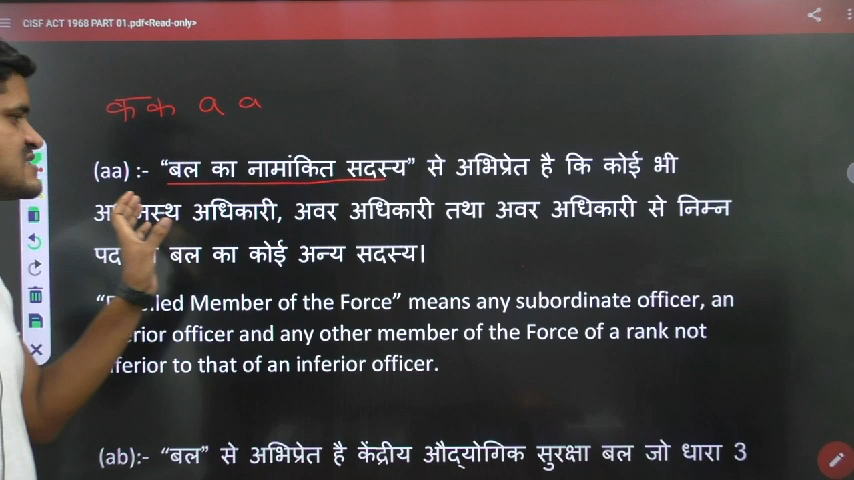 CISF ACT 1968 PART 01.pdf<Read-only>
क क a a
(aa) :- “बल का नामांकित सदस्य” से अभिप्रेत है कि कोई भी
अधिकारी, अवर अधिकारी तथा अवर अधिकारी से निम्न
बल का कोई अन्य सदस्य।
Member of the Force” means any subordinate officer, an
officer and any other member of the Force of a rank not
to that of an inferior officer.
(ab):- “बल” से अभिप्रेत है केंद्रीय औद्योगिक सुरक्षा बल जो धारा 3